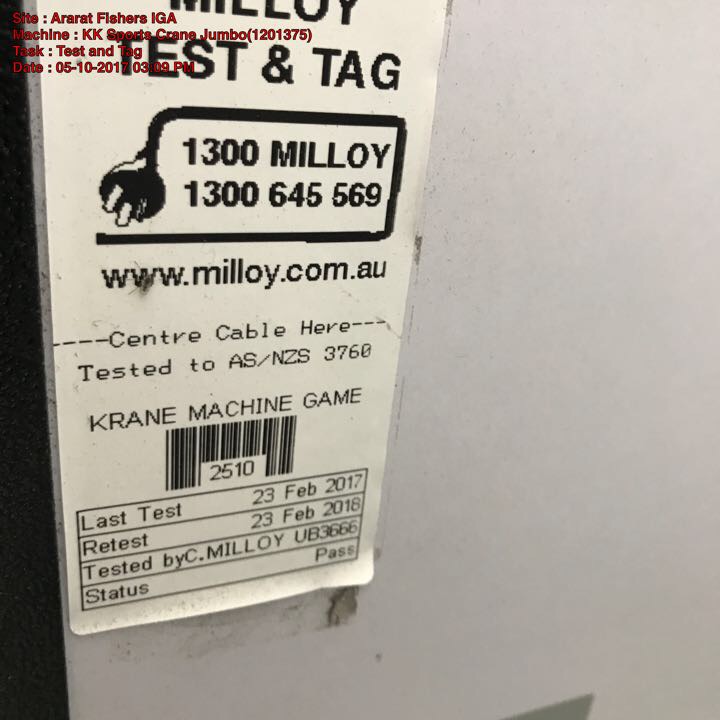 Site : Ararat Fishers IGA
Machine : KK Sports Crane Jumbo(1201375)
Task : Test and Tag
Date : 05-10-2017 03:09 PM
MILLOY
TEST & TAG
1300 MILLOY
1300 645 569
www.milloy.com.au
----Centre Cable Here---
Tested to AS/NZS 3760
KRANE MACHINE GAME
2510
Last Test 23 Feb 2017
Retest 23 Feb 2018
Tested byC.MILLOY UB3666
Status Pass